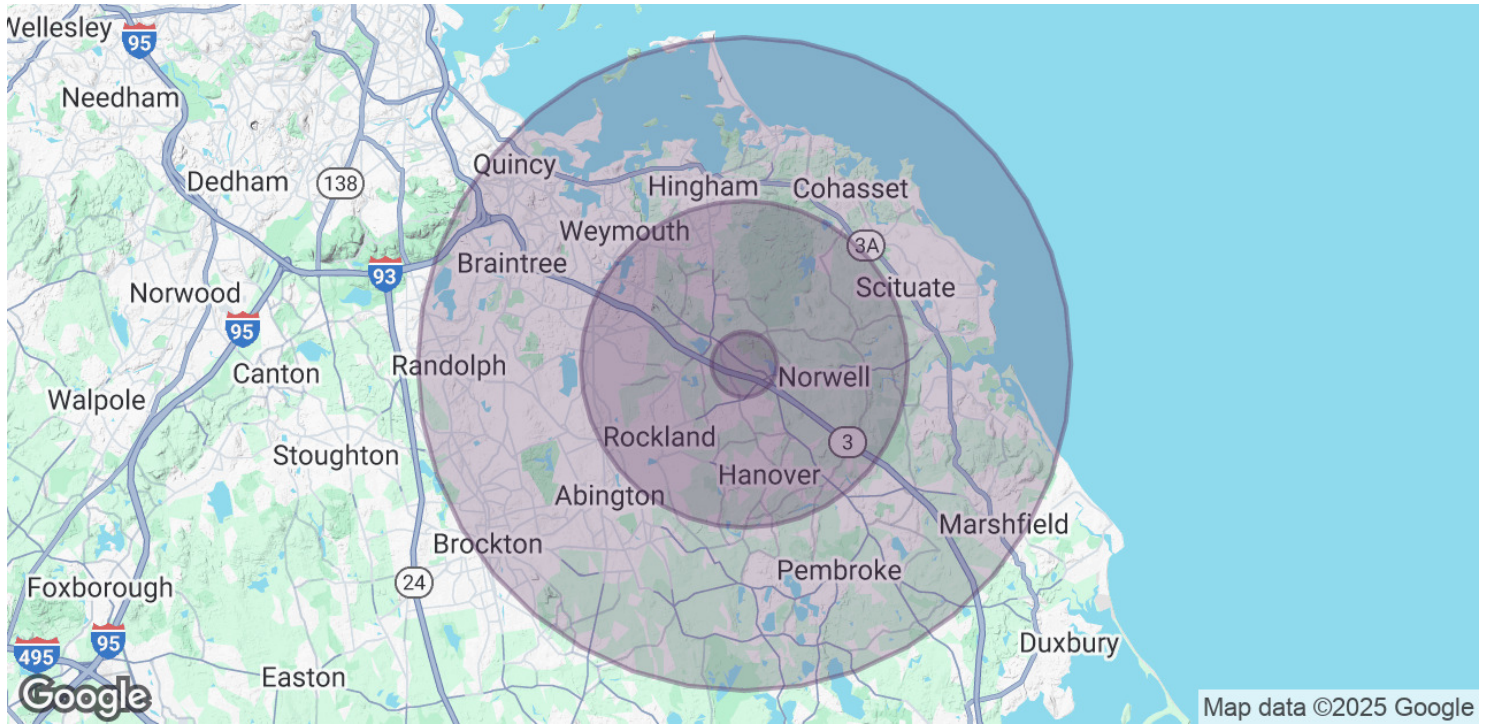 Wellesley
95
Needham
Quincy
Dedham
138
Hingham
Cohasset
Weymouth
3A
Braintree
93
Scituate
Norwood
95
Randolph
Canton
Norwell
Walpole
Rockland
3
Stoughton
Hanover
Abington
Marshfield
Brockton
Pembroke
24
Foxborough
95
Duxbury
495
Easton
Google
Map data ©2025 Google